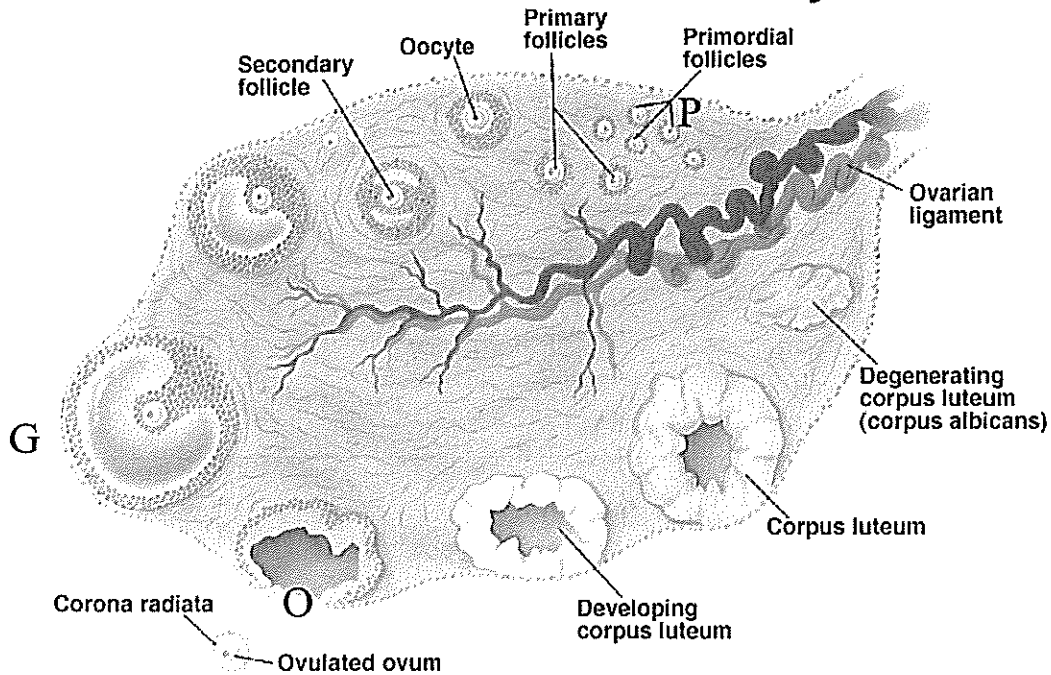 Primary
follicles
Oocyte
Primordial
follicles
Secondary
follicle
P
Ovarian
ligament
Degenerating
corpus luteum
(corpus albicans)
G
Corpus luteum
O
Corona radiata
Developing
corpus luteum
Ovulated ovum